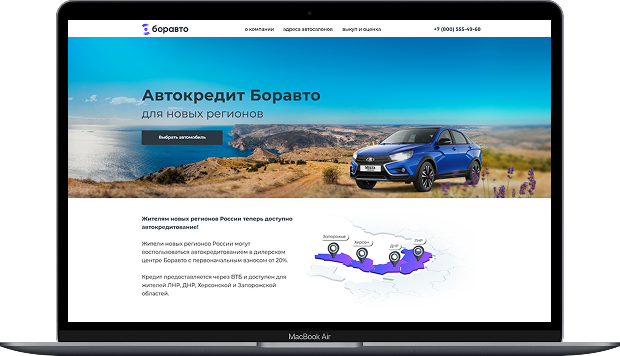 боравто
о компании
адреса автосалонов
выкуп и оценка
+7 (800) 555-49-60
Автокредит Боравто
для новых регионов
Выбрать автомобиль
Жителям новых регионов России теперь доступно
автокредитование!
Жители новых регионов России могут
воспользоваться автокредитованием в дилерском
центре Боравто с первоначальным взносом от 20%.
Кредит предоставляется через ВТБ и доступен для
жителей ЛНР, ДНР, Херсонской и Запорожской
областей.
Запорожье
Херсон
ДНР
ЛНР
MacBook Air